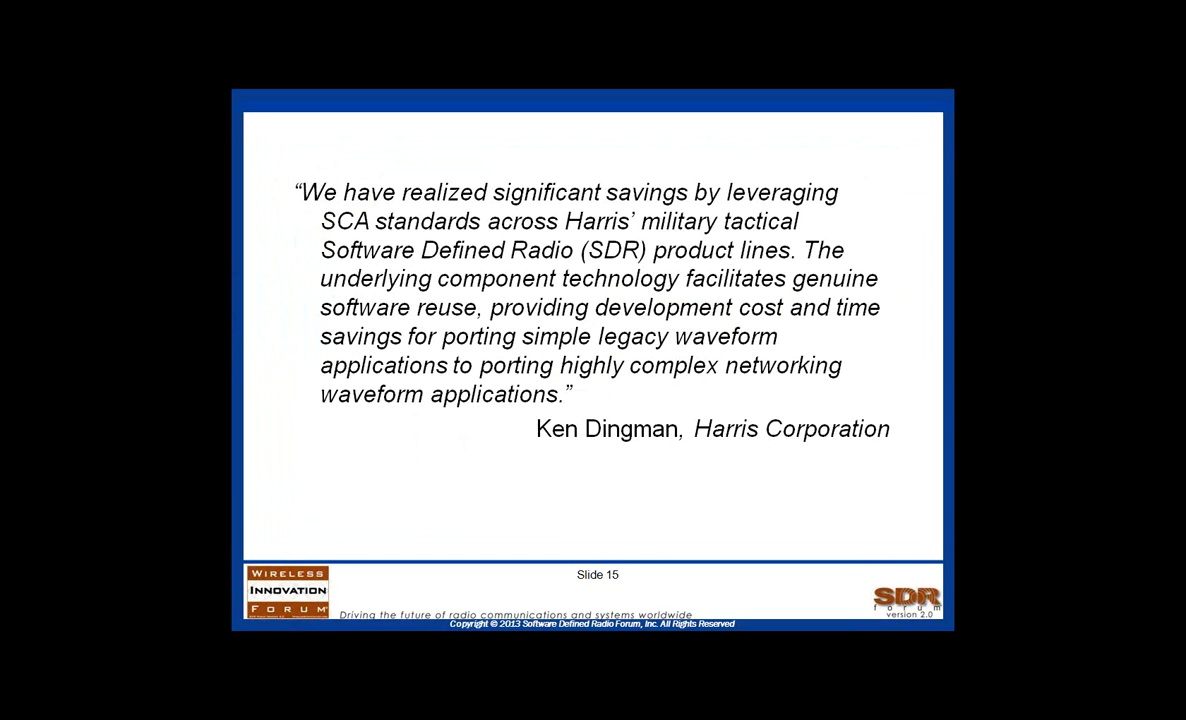 “We have realized significant savings by leveraging
SCA standards across Harris’ military tactical
Software Defined Radio (SDR) product lines. The
underlying component technology facilitates genuine
software reuse, providing development cost and time
savings for porting simple legacy waveform
applications to porting highly complex networking
waveform applications.”
Ken Dingman, Harris Corporation
Slide 15
WIRELESS
INNOVATION
FORUM
Driving the future of radio communications and systems worldwide
SDR
forum
version 2.0
Copyright © 2013 Software Defined Radio Forum, Inc. All Rights Reserved